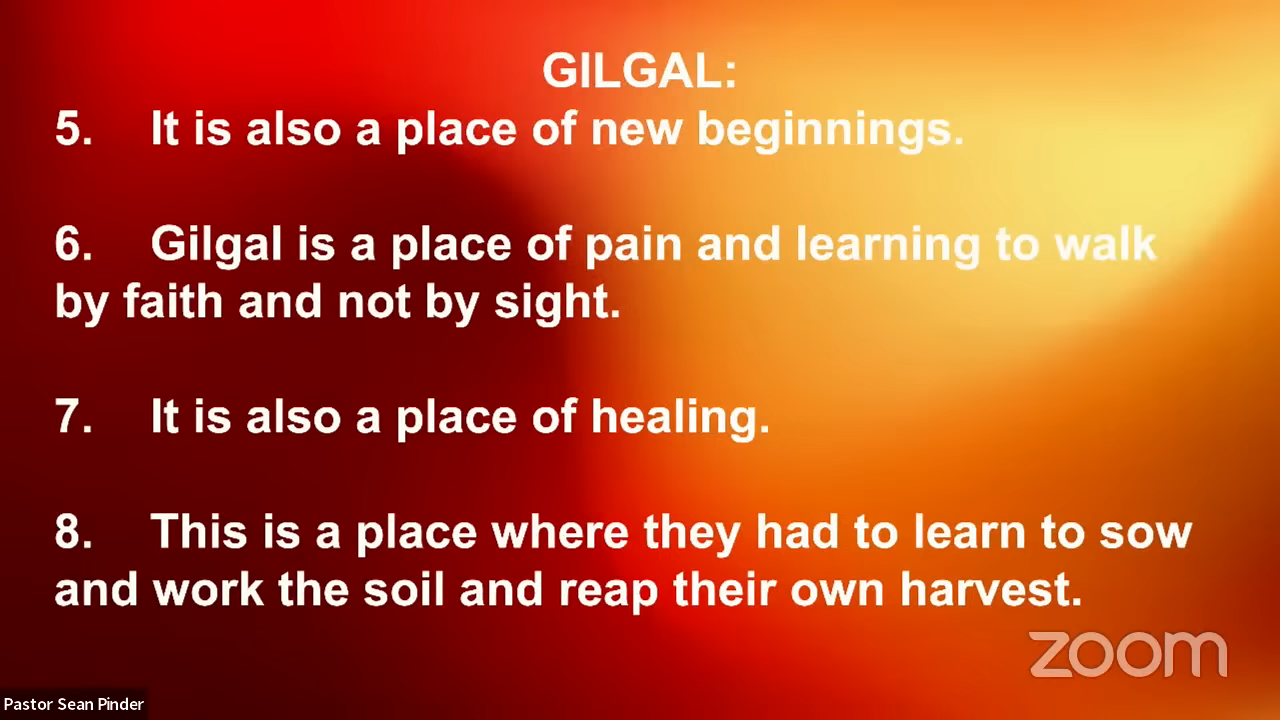 GILGAL:
5. It is also a place of new beginnings.
6. Gilgal is a place of pain and learning to walk
by faith and not by sight.
7. It is also a place of healing.
8. This is a place where they had to learn to sow
and work the soil and reap their own harvest.
zoom
Pastor Sean Pinder